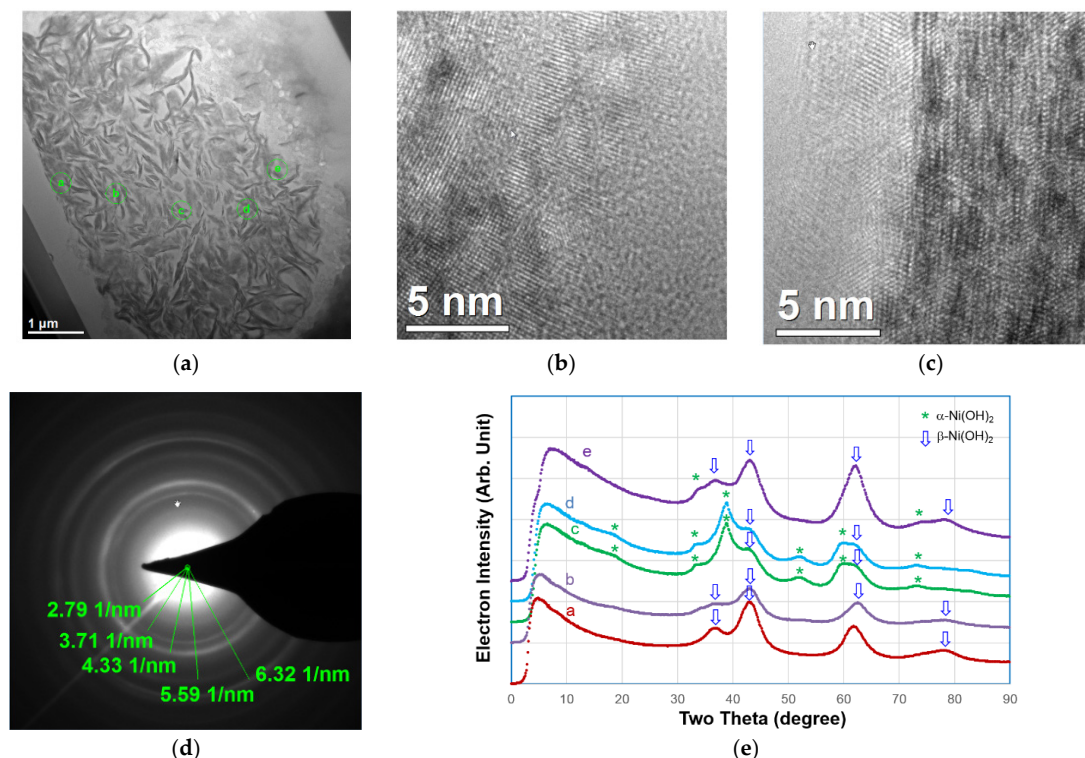 a
b
c
d
e
1 µm
5 nm
5 nm
(a)
(b)
(c)
2.79 1/nm
3.71 1/nm
4.33 1/nm
5.59 1/nm
6.32 1/nm
(d)
Electron Intensity (Arb. Unit)
* α-Ni(OH)2
β-Ni(OH)2
e
d
c
b
a
0 10 20 30 40 50 60 70 80 90
Two Theta (degree)
(e)